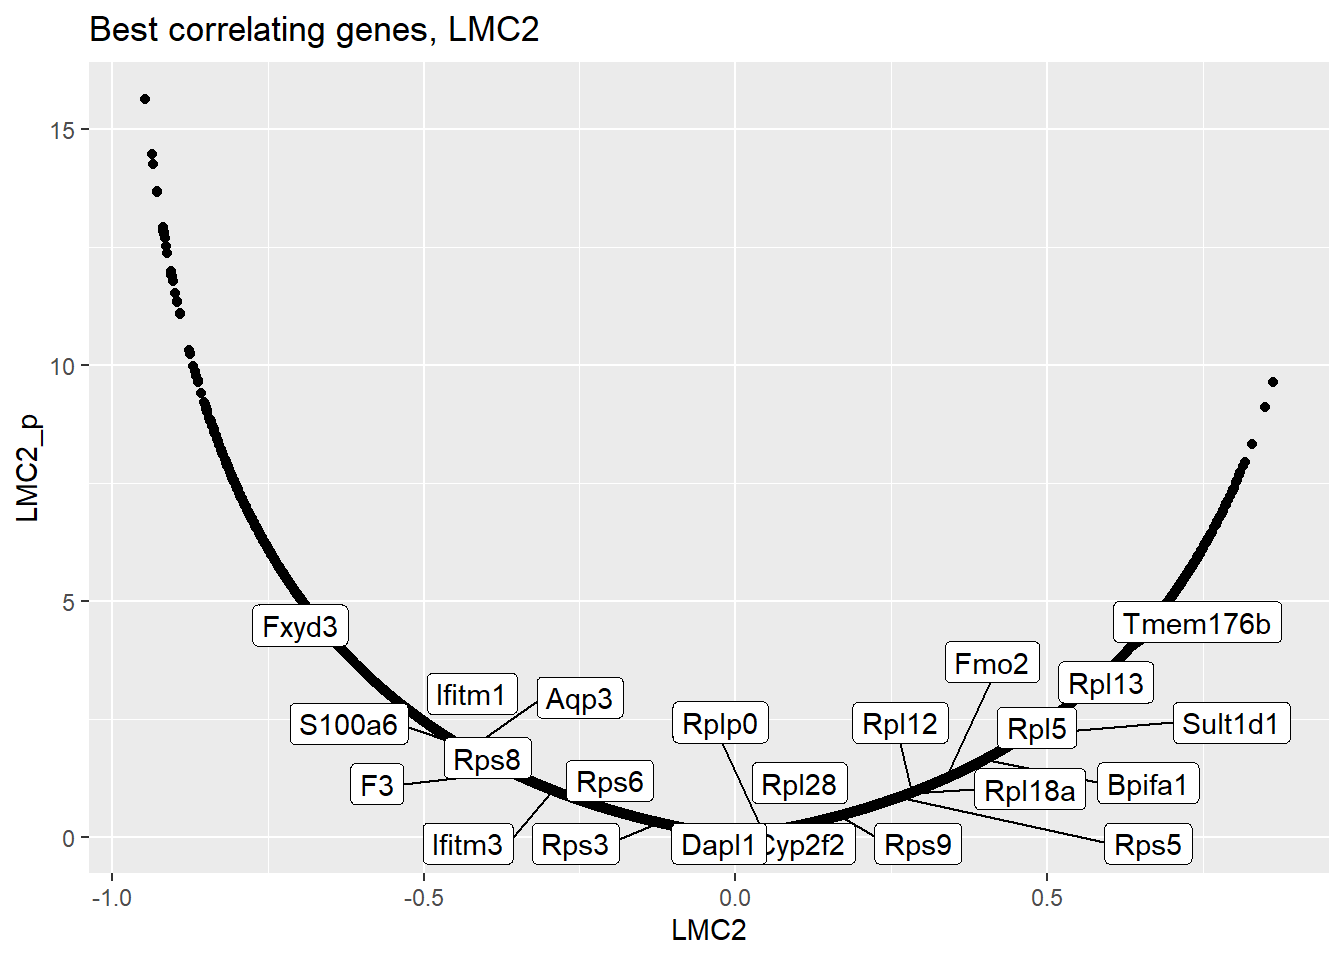 Best correlating genes, LMC2
15
10
5
0
LMC2_p
Fxyd3
Tmem176b
Fmo2
Rpl13
Ifitm1
Aqp3
S100a6
Rplp0
Rpl12
Rpl5
Sult1d1
Rps8
F3
Rps6
Rpl28
Rpl18a
Bpifa1
Ifitm3
Rps3
Dapl1
Cyp2f2
Rps9
Rps5
-1.0
-0.5
0.0
0.5
LMC2